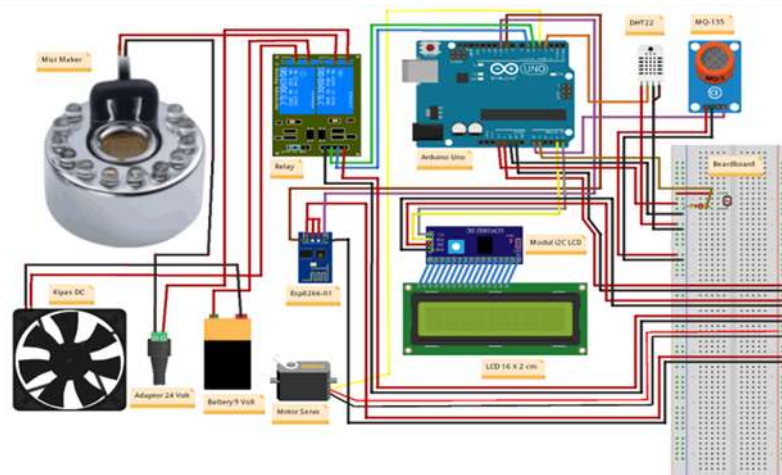 Mist Maker
Relay
Arduino Uno
UNO
DHT22
MQ-135
Breardboard
Modul i2C LCD
Esp8266-01
Kipas DC
Adaptor 24 Volt
Battery 9 Volt
Motor Servo
LCD 16 X 2 cm